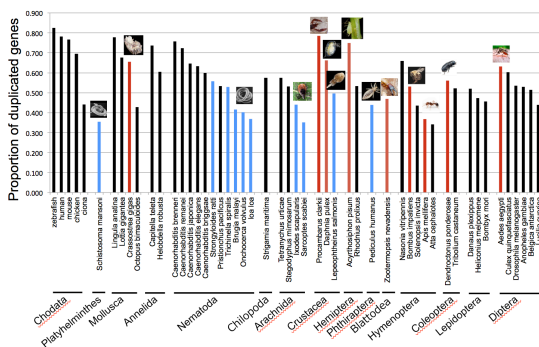 Proportion of duplicated genes
0.900
0.800
0.700
0.600
0.500
0.400
0.300
0.200
0.100
0.000
zebrafish
human
mouse
chicken
ciona
Schistosoma mansoni
Lingula anatina
Lottia gigantea
Crassostrea gigas
Octopus bimaculoides
Capitella teleta
Helobdella robusta
Caenorhabditis brenneri
Caenorhabditis remanei
Caenorhabditis japonica
Caenorhabditis elegans
Caenorhabditis briggsae
Strongyloides ratti
Pristionchus pacificus
Trichinella spiralis
Brugia malayi
Onchocerca volvulus
loa loa
Strigamia maritima
Tetranychus urticae
Stegodyphus mimosarum
Ixodes scapularis
Sarcoptes scabiei
Procambarus clarkii
Daphnia pulex
Lepeophtheirus salmonis
Acyrthosiphon pisum
Rhodnius prolixus
Pediculus humanus
Zootermopsis nevadensis
Nasonia vitripennis
Bombus impatiens
Solenopsis invicta
Apis mellifera
Atta cephalotes
Dendroctonus ponderosae
Tribolium castaneum
Danaus plexippus
Heliconius melpomene
Bombyx mori
Aedes aegypti
Culex quinquefasciatus
Drosophila melanogaster
Anopheles gambiae
Belgica antarctica
Chodata
Platyhelminthes
Mollusca
Annelida
Nematoda
Chilopoda
Arachnida
Crustacea
Hemiptera
Phthiraptera
Blattodea
Hymenoptera
Coleoptera
Lepidoptera
Diptera